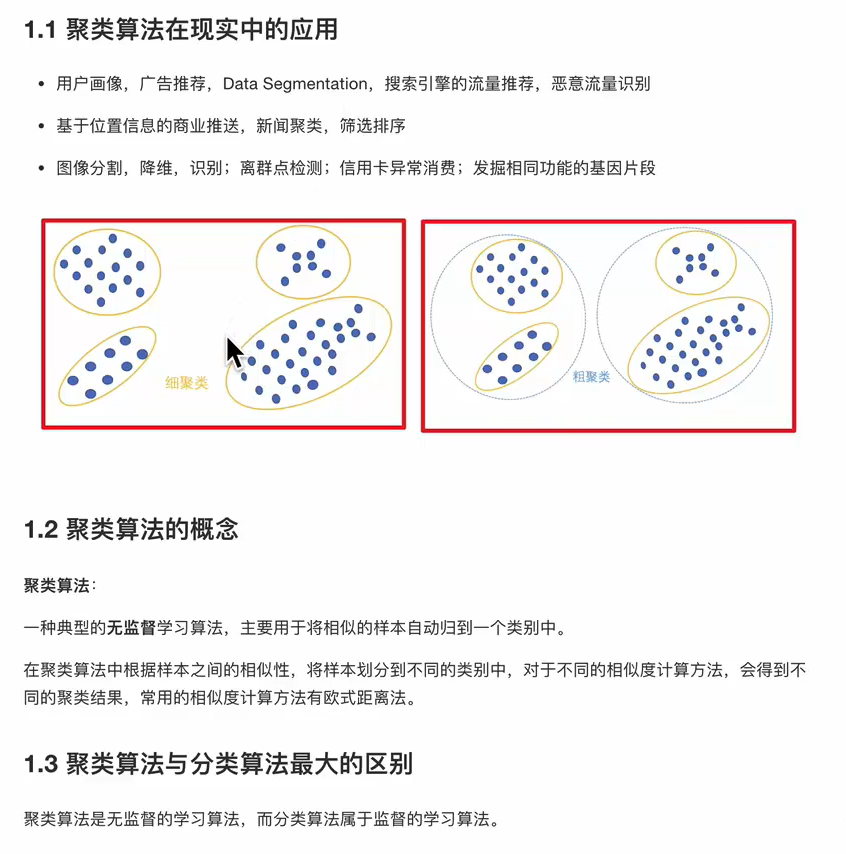 1.1 聚类算法在现实中的应用
用户画像，广告推荐，Data Segmentation，搜索引擎的流量推荐，恶意流量识别
基于位置信息的商业推送，新闻聚类，筛选排序
图像分割，降维，识别；离群点检测；信用卡异常消费；发掘相同功能的基因片段
细聚类
粗聚类
1.2 聚类算法的概念
聚类算法：
一种典型的无监督学习算法，主要用于将相似的样本自动归到一个类别中。
在聚类算法中根据样本之间的相似性，将样本划分到不同的类别中，对于不同的相似度计算方法，会得到不
同的聚类结果，常用的相似度计算方法有欧式距离法。
1.3 聚类算法与分类算法最大的区别
聚类算法是无监督的学习算法，而分类算法属于监督的学习算法。